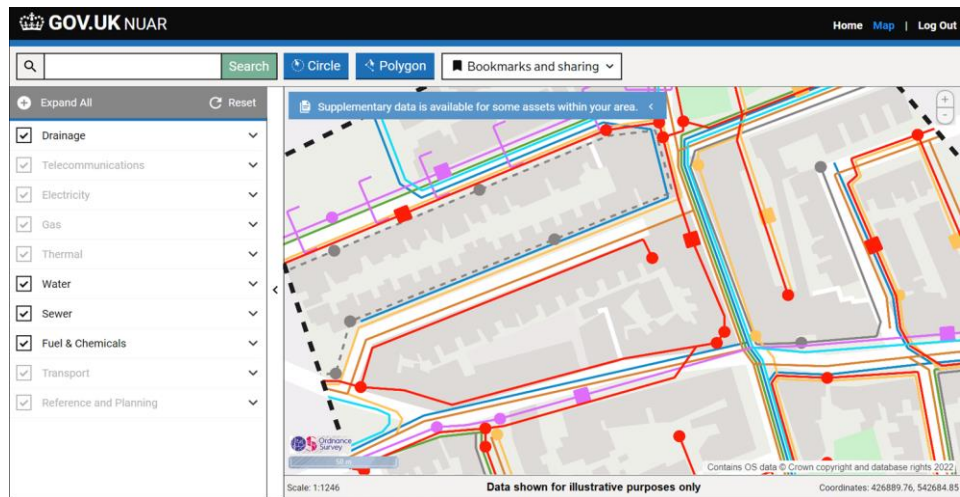 GOV.UK NUAR
Home Map | Log Out
Search
Circle
Polygon
Bookmarks and sharing
Expand All
Reset
Supplementary data is available for some assets within your area.
Drainage
Telecommunications
Electricity
Gas
Thermal
Water
Sewer
Fuel & Chemicals
Transport
Reference and Planning
Ordnance
Survey
Contains OS data © Crown copyright and database rights 2022
Scale: 1:1246
Data shown for illustrative purposes only
Coordinates: 426889.76, 542684.85